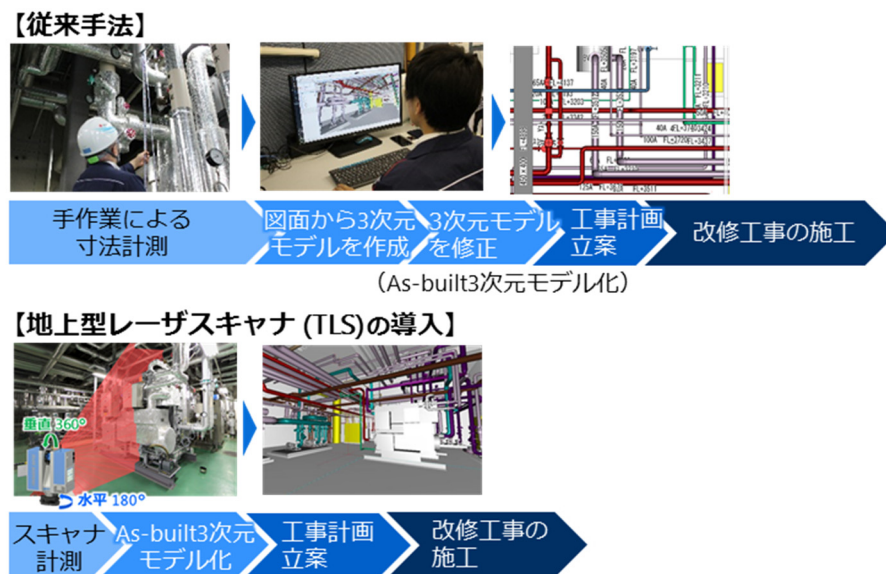 【従来手法】
手作業による
寸法計測
図面から3次元
モデルを作成
3次元モデル
を修正
工事計画
立案
改修工事の施工
（As-built3次元モデル化）
【地上型レーザスキャナ (TLS)の導入】
垂直 360°
水平 180°
スキャナ
計測
As-built3次元
モデル化
工事計画
立案
改修工事の
施工